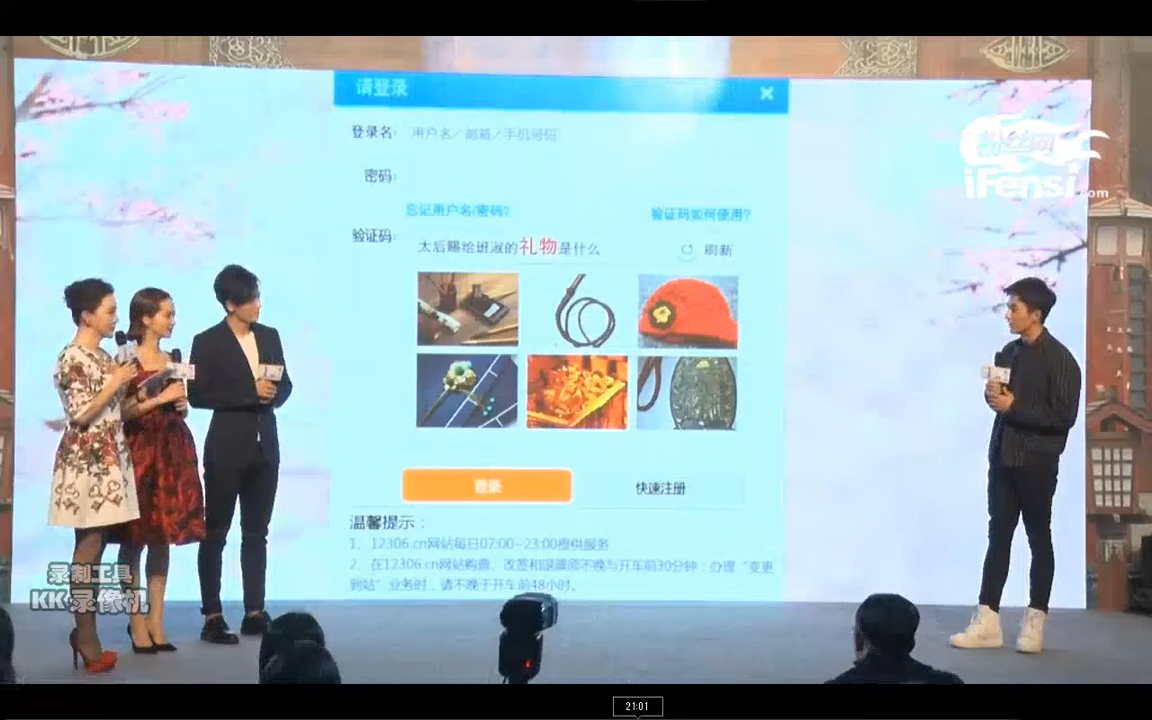 请登录
登录名： 用户名／邮箱／手机号码
粉丝网
iFensi.com
密码：
忘记用户名/密码? 验证码如何使用?
验证码： 太后赐给班淑的礼物是什么 刷新
登录 快速注册
温馨提示：
1、12306.cn网站每日07:00~23:00提供服务
2、在12306.cn网站购票、改签和退票须不晚与开车前30分钟；办理“变更
到站”业务时，请不晚于开车前48小时。
录制工具
KK录像机
21:01